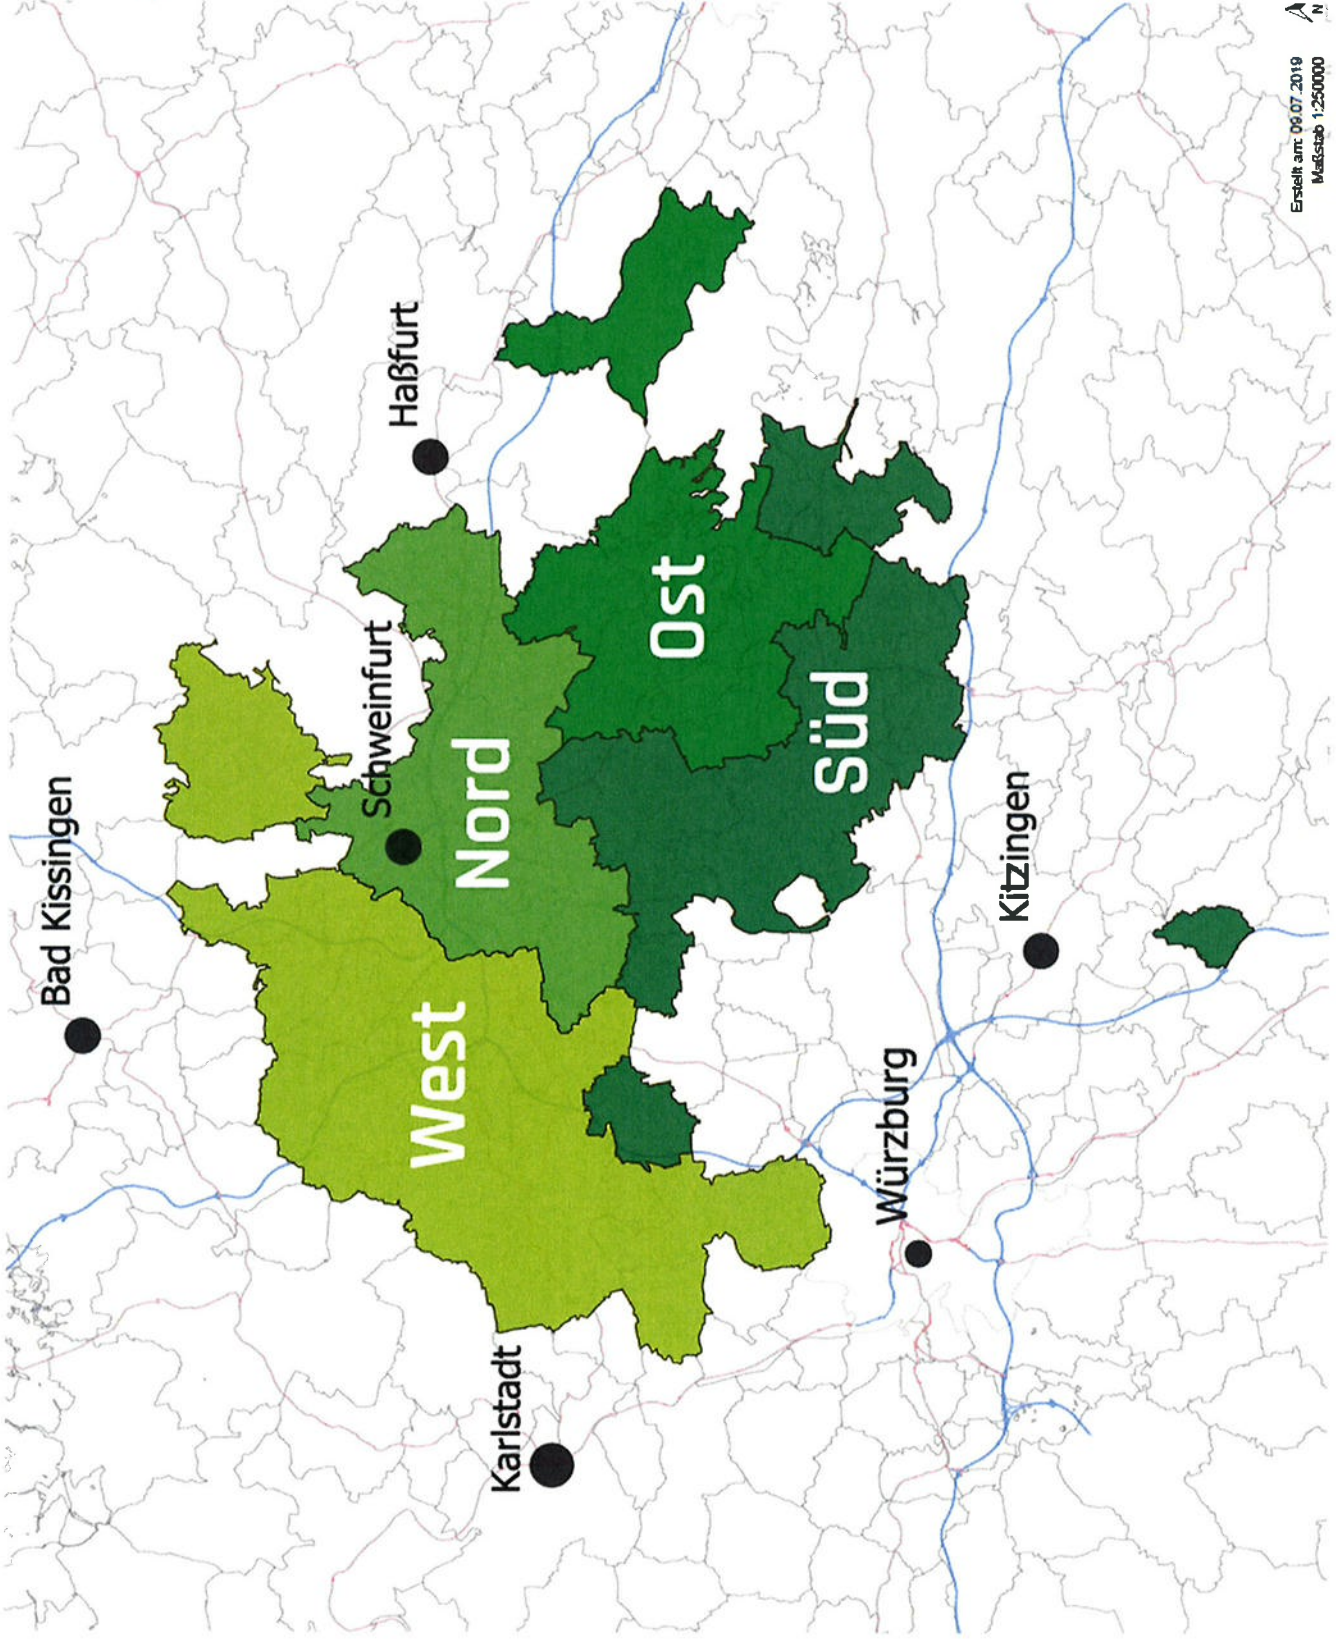 Bad Kissingen
Haßfurt
Schweinfurt
Nord
West
Ost
Süd
Karlstadt
Kitzingen
Würzburg
Erstellt am: 09.07.2019
Maßstab 1:250000
N